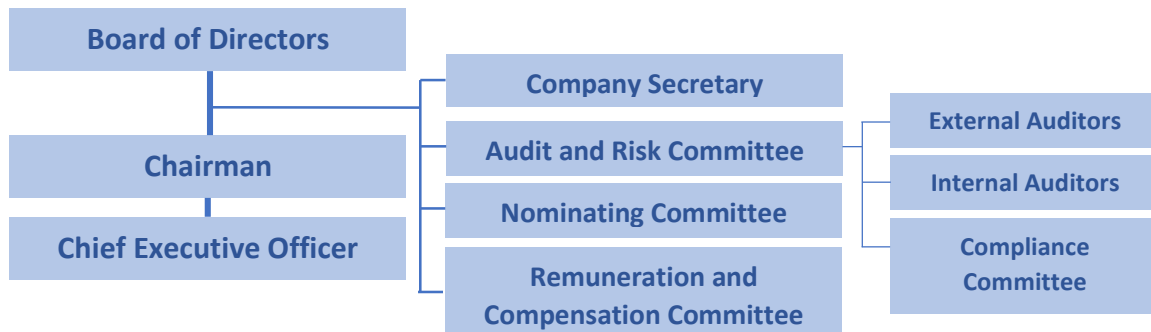 Board of Directors
Chairman
Chief Executive Officer
Company Secretary
Audit and Risk Committee
Nominating Committee
Remuneration and
Compensation Committee
External Auditors
Internal Auditors
Compliance
Committee